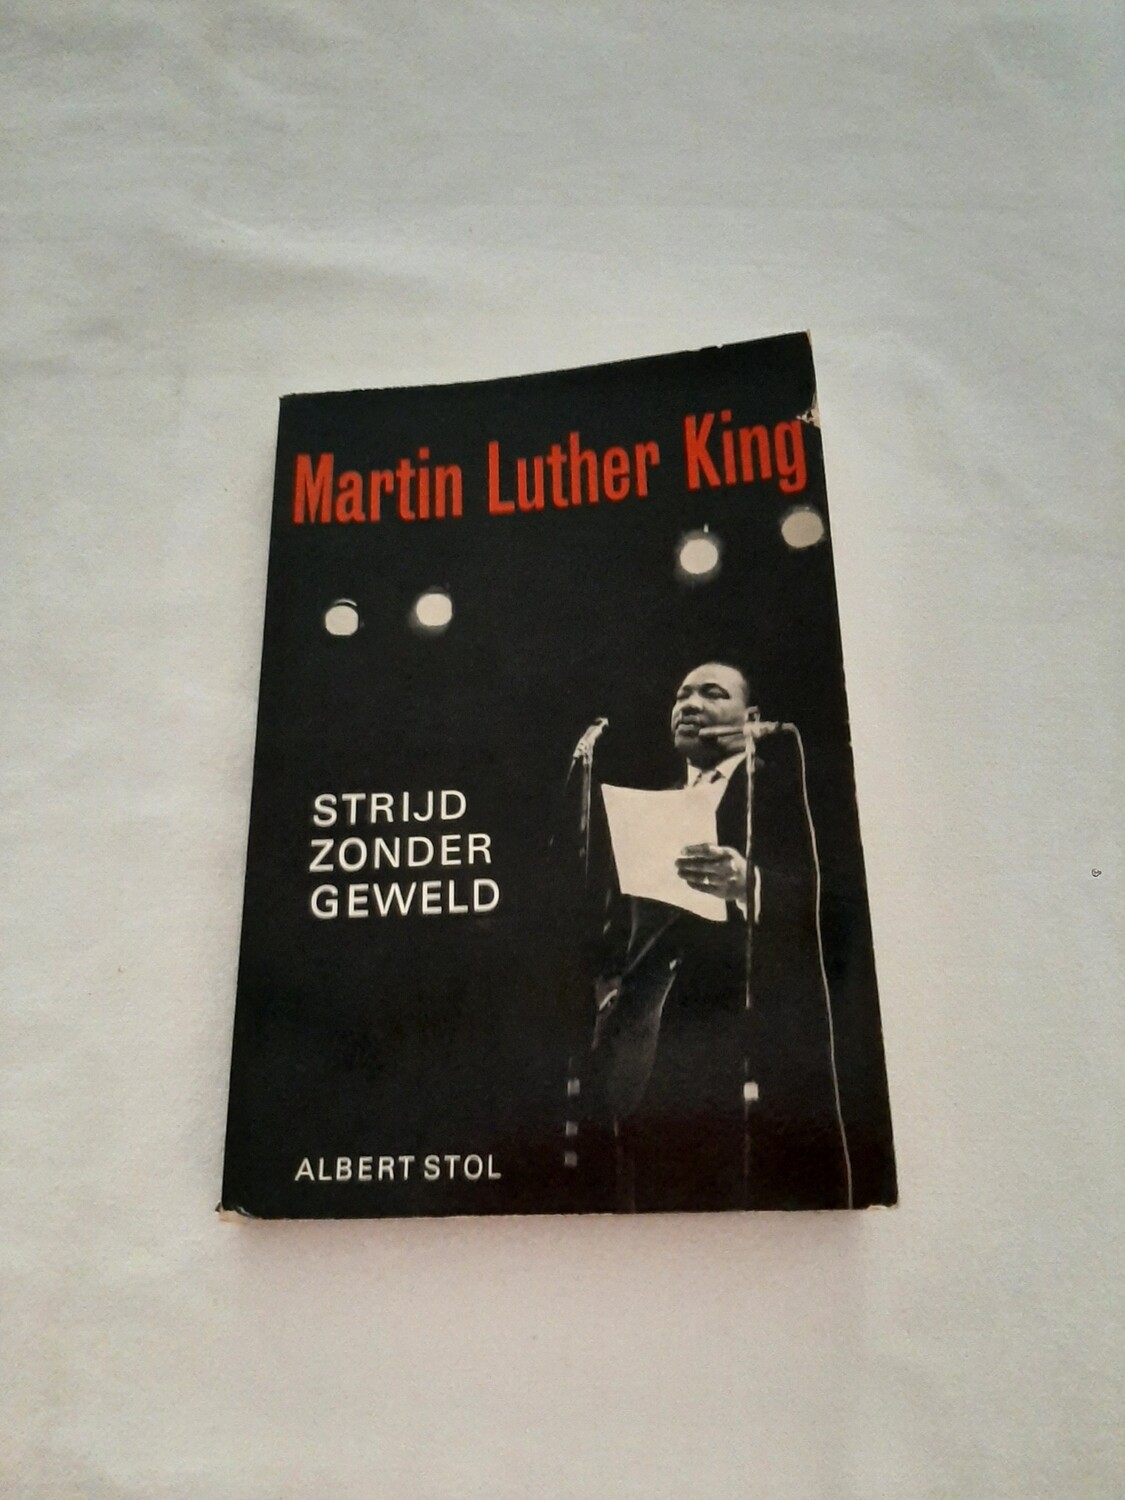 Martin Luther King
STRIJD
ZONDER
GEWELD
ALBERT STOL